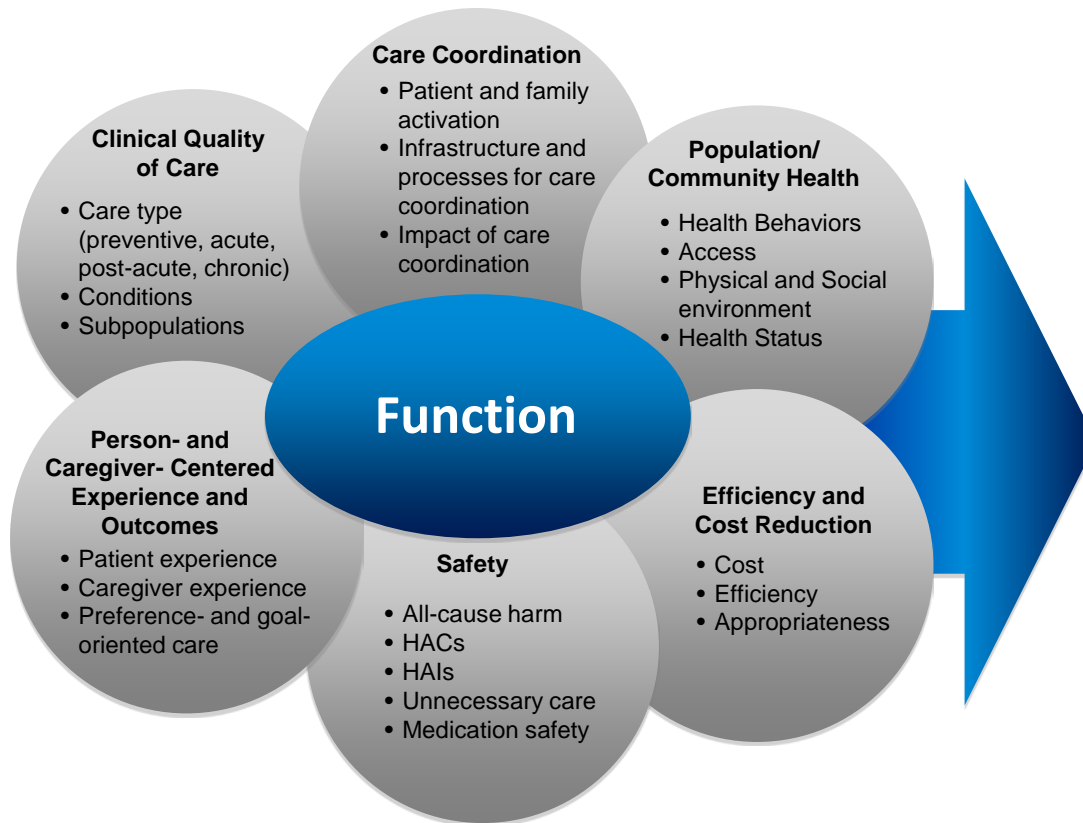 Care Coordination
• Patient and family
activation
• Infrastructure and
processes for care
coordination
• Impact of care
coordination
Clinical Quality
of Care
• Care type
(preventive, acute,
post-acute, chronic)
• Conditions
• Subpopulations
Population/
Community Health
• Health Behaviors
• Access
• Physical and Social
environment
• Health Status
Function
Person- and
Caregiver- Centered
Experience and
Outcomes
• Patient experience
• Caregiver experience
• Preference- and goal-
oriented care
Safety
• All-cause harm
• HACs
• HAIs
• Unnecessary care
• Medication safety
Efficiency and
Cost Reduction
• Cost
• Efficiency
• Appropriateness